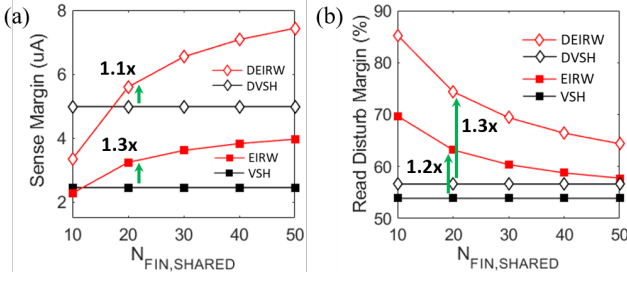 (a)
Sense Margin (uA)
8
6
4
2
1.1x
1.3x
DEIRW
DVSH
EIRW
VSH
10 20 30 40 50
N_FIN,SHARED
(b)
Read Disturb Margin (%)
90
80
70
60
50
DEIRW
DVSH
EIRW
VSH
1.3x
1.2x
10 20 30 40 50
N_FIN,SHARED